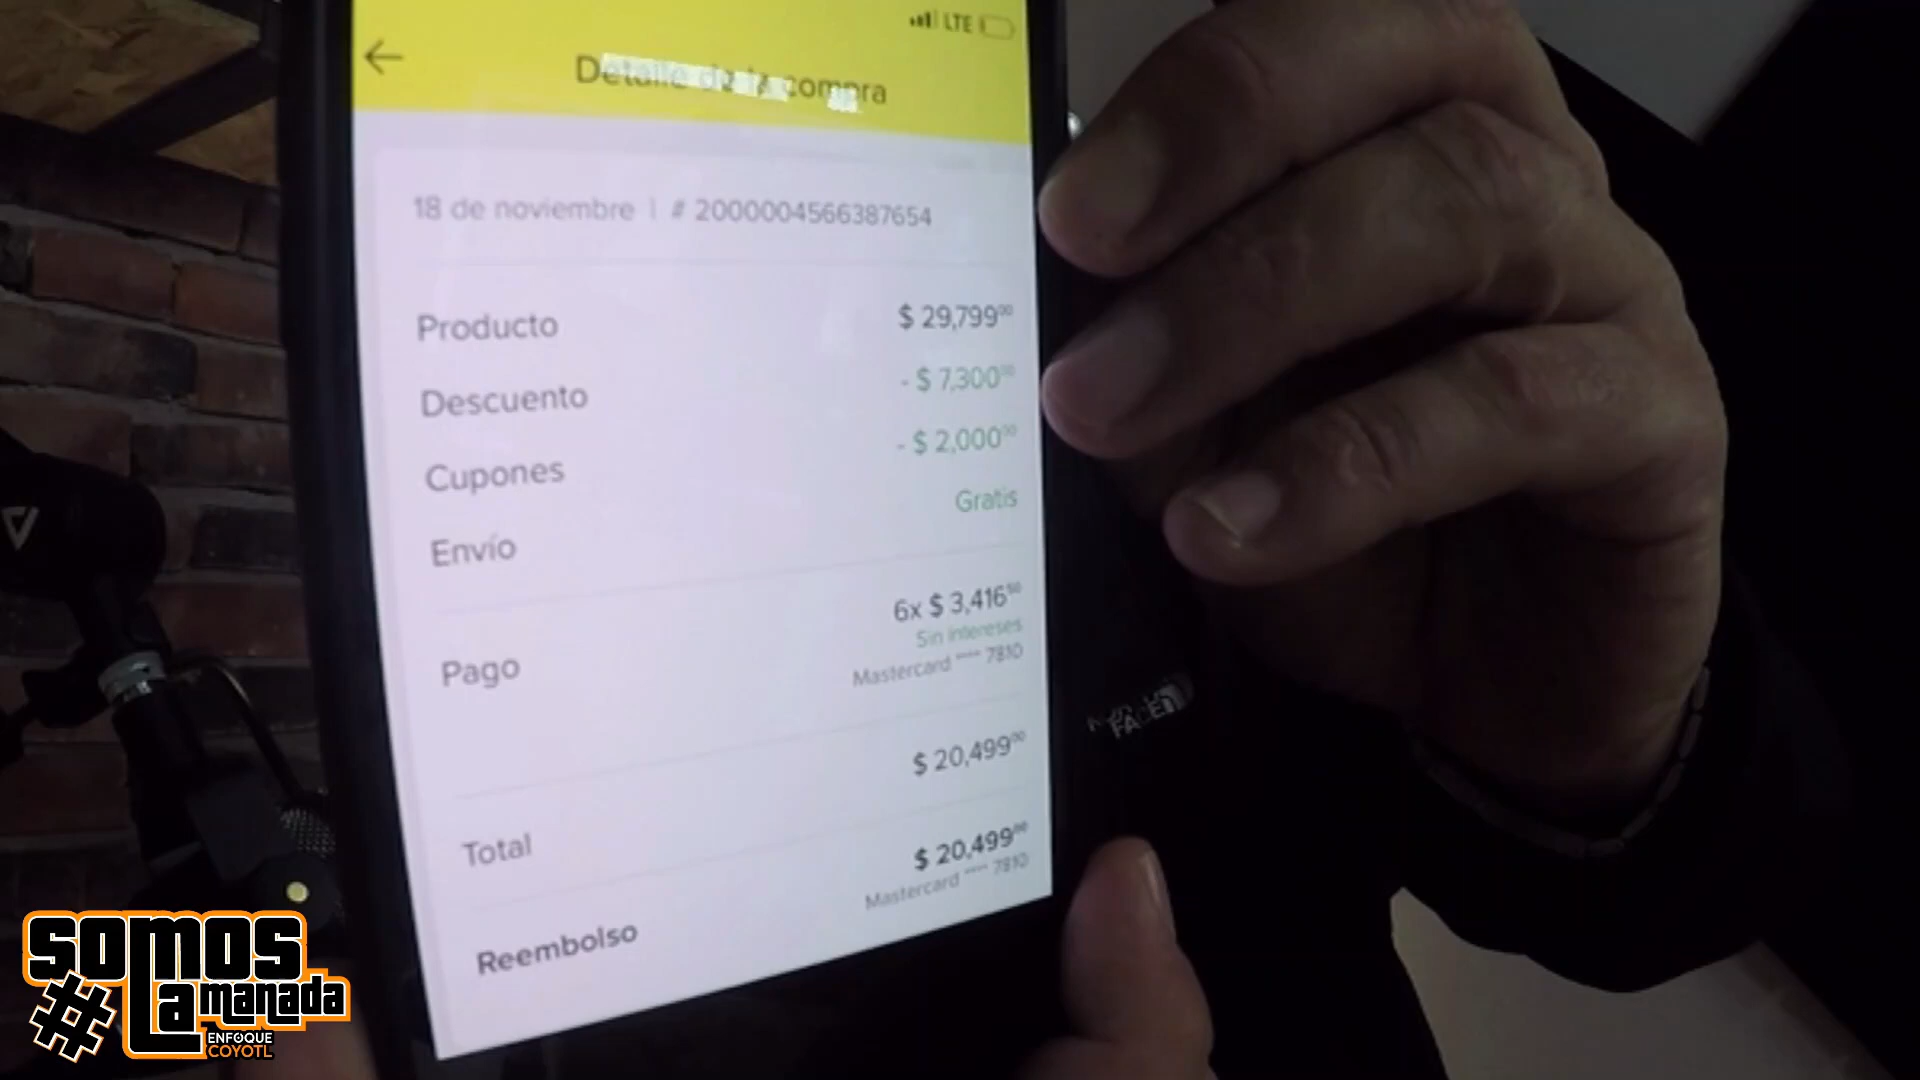 LTE
Detalle de la compra
18 de noviembre | # 2000004566387654
Producto $ 29,799⁰⁰
Descuento - $ 7,300⁰⁰
Cupones - $ 2,000⁰⁰
Envío Gratis
Pago 6x $ 3,416⁵⁰
Sin intereses
Mastercard **** 7810
$ 20,499⁰⁰
Total
$ 20,499⁰⁰
Mastercard **** 7810
Reembolso
FACE
#SOMOS
La manada
ENFOQUE
COYOTL